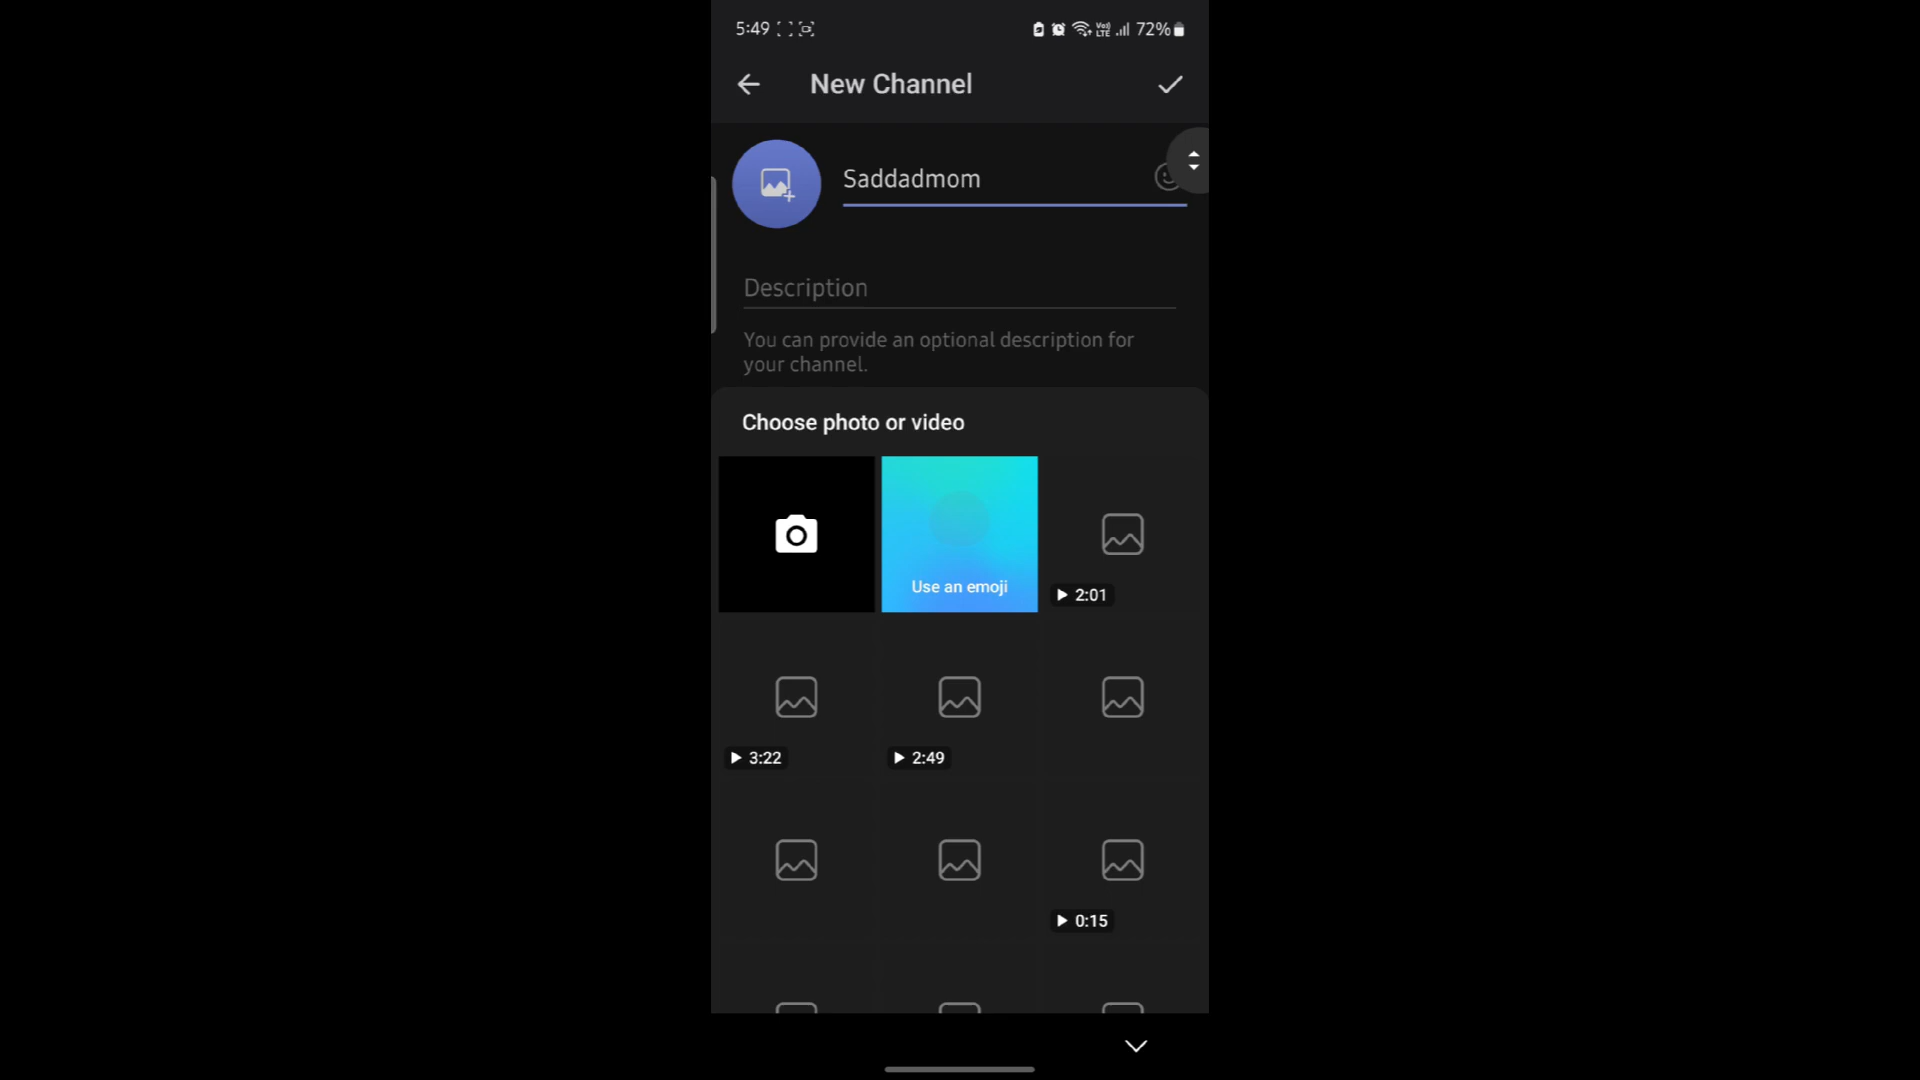 5:49
72%
New Channel
Saddadmom
Description
You can provide an optional description for
your channel.
Choose photo or video
Use an emoji
2:01
3:22
2:49
0:15